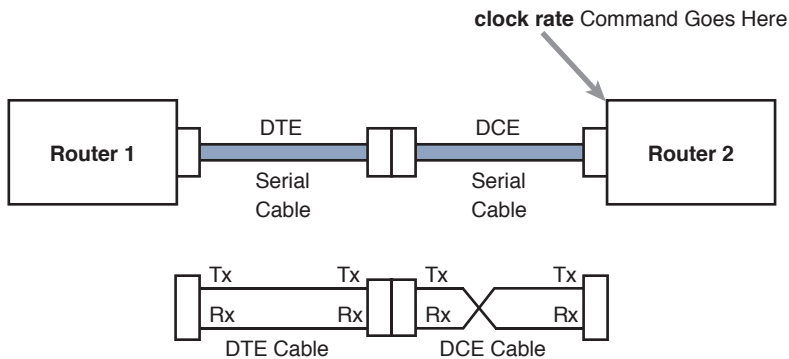 clock rate Command Goes Here
Router 1
DTE
Serial
Cable
DCE
Serial
Cable
Router 2
Tx Tx Tx Tx
Rx Rx Rx Rx
DTE Cable DCE Cable